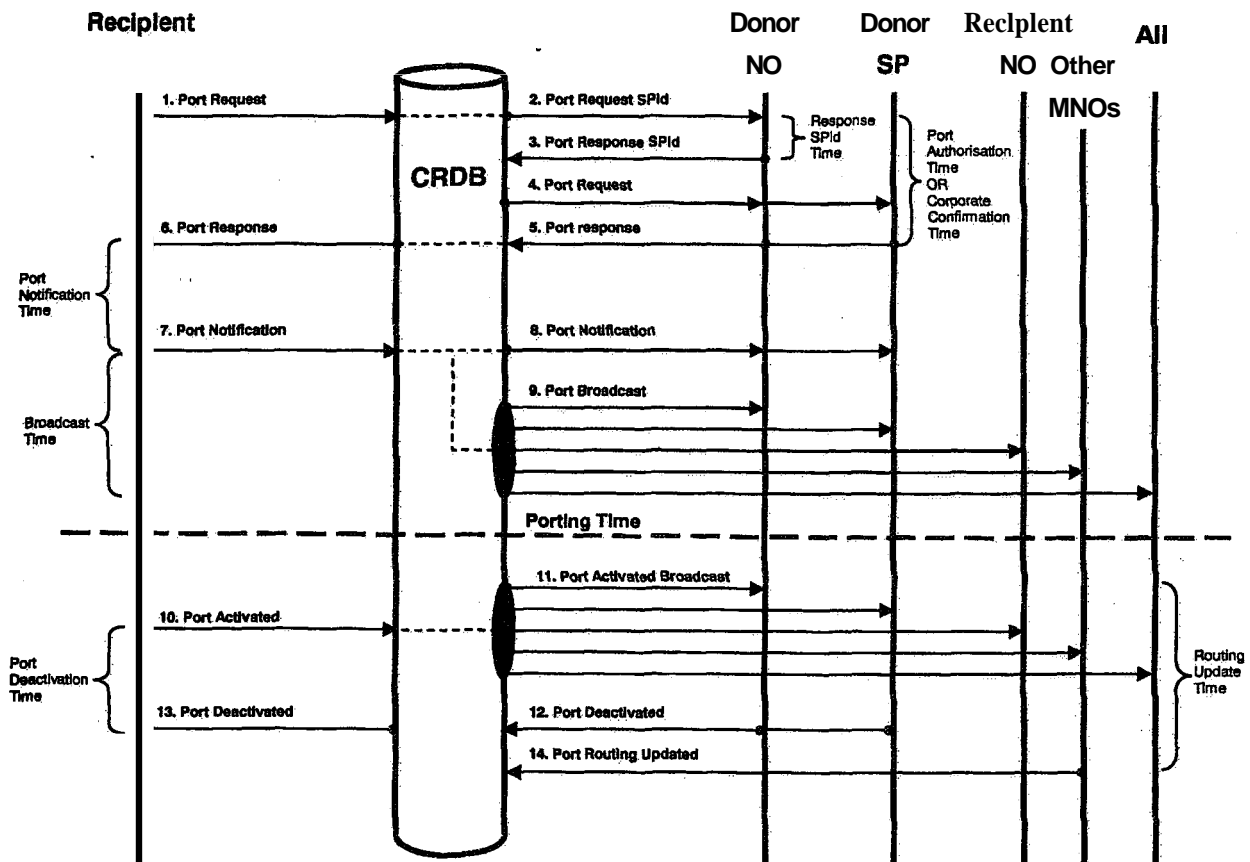 Recipient
Donor
NO
Donor
SP
Reclplent
NO
Other
MNOs
All
1. Port Request
2. Port Request SPId
Response
SPId
Time
Port
Authorisation
Time
OR
Corporate
Confirmation
Time
3. Port Response SPId
CRDB
4. Port Request
6. Port Response
5. Port response
Port
Notification
Time
7. Port Notification
8. Port Notification
9. Port Broadcast
Broadcast
Time
Porting Time
11. Port Activated Broadcast
10. Port Activated
Port
Deactivation
Time
Routing
Update
Time
13. Port Deactivated
12. Port Deactivated
14. Port Routing Updated